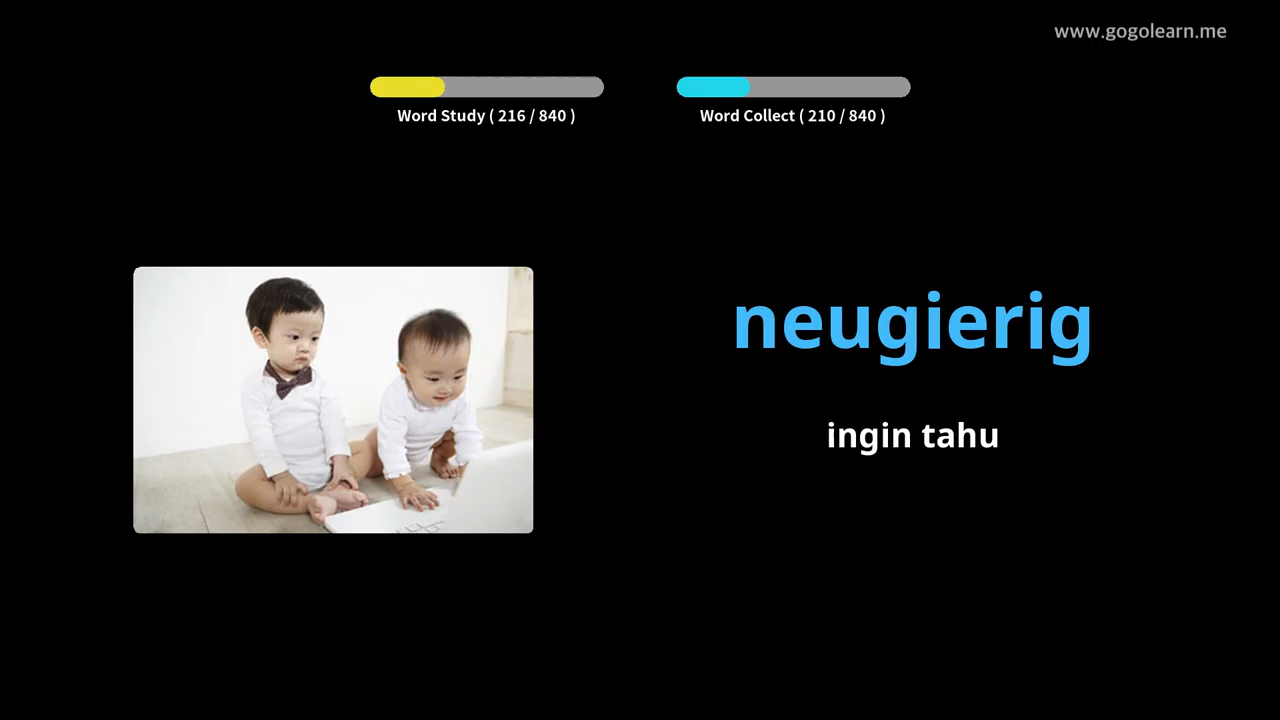 www.gogolearn.me
Word Study ( 216 / 840 )
Word Collect ( 210 / 840 )
neugierig
ingin tahu